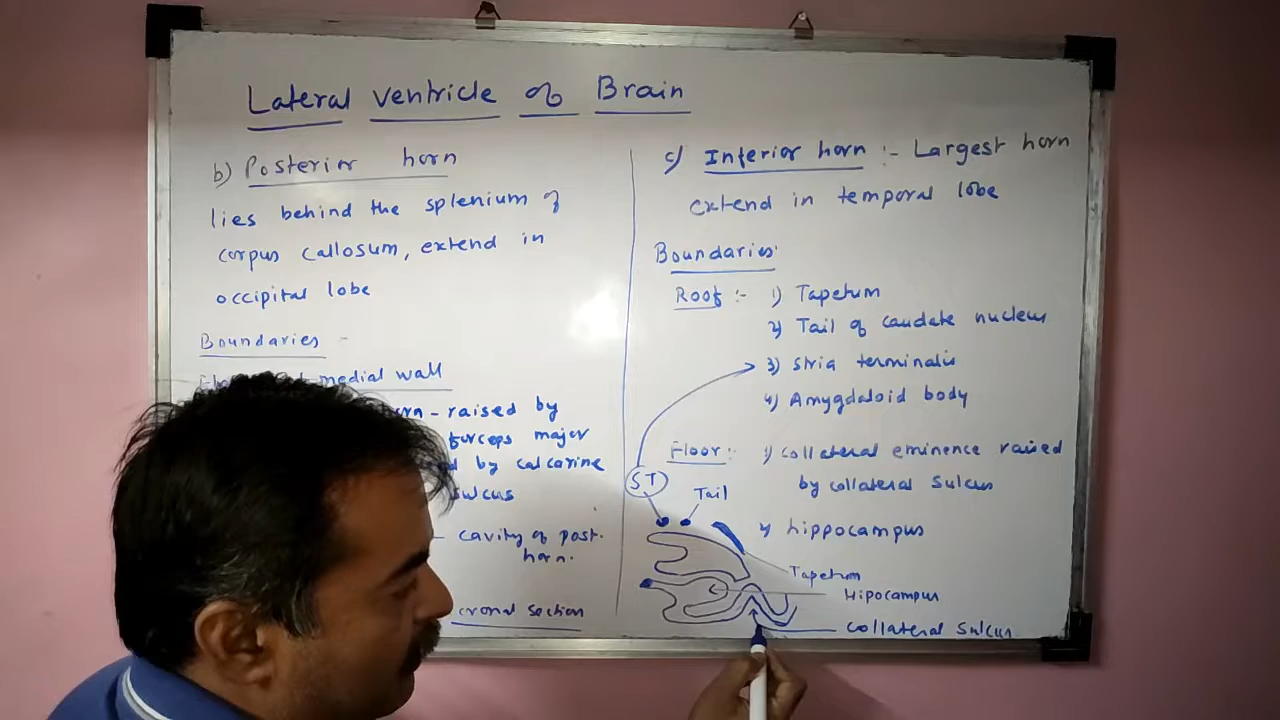 Lateral ventricle of Brain
b) Posterior horn
lies behind the splenium of
corpus callosum, extend in
occipital lobe
Boundaries -
medial wall
- raised by
forceps major
by calcarine
sulcus
- cavity of post.
horn.
section
c) Inferior horn :- Largest horn
extend in temporal lobe
Boundaries:
Roof :- 1) Tapetum
2) Tail of caudate nucleus
3) Stria terminalis
4) Amygdaloid body
Floor :- 1) Collateral eminence raised
by collateral sulcus
2) hippocampus
ST
Tail
Tapetum
Hipocampus
Collateral sulcus